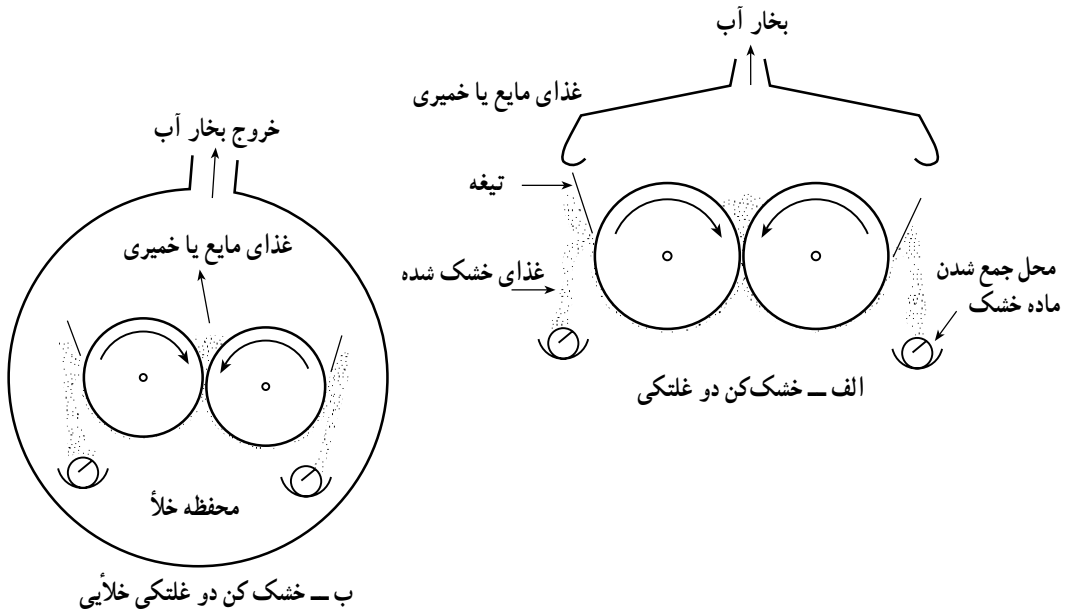 بخار آب
غذای مایع یا خمیری
تیغه
غذای خشک شده
محل جمع شدن
ماده خشک
الف ــ خشک‌کن دو غلتکی
خروج بخار آب
غذای مایع یا خمیری
محفظه خلأ
ب ــ خشک کن دو غلتکی خلأیی